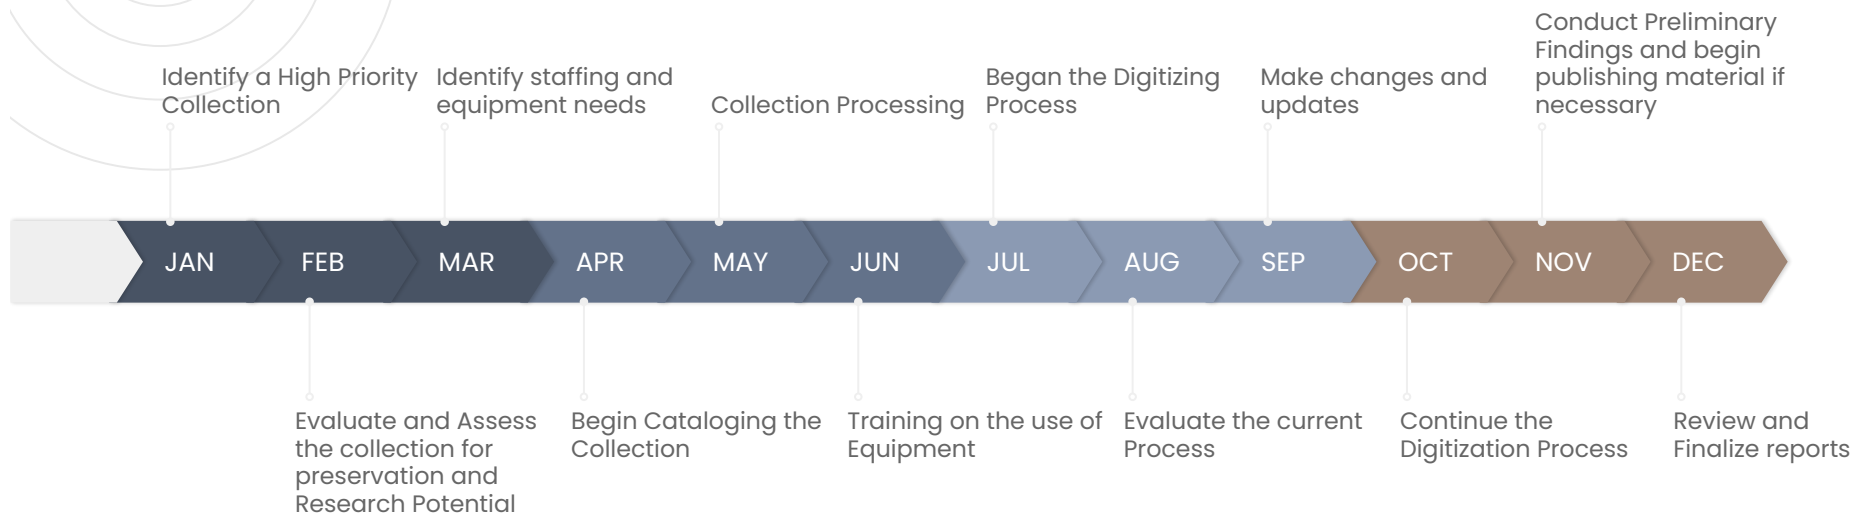 Identify a High Priority
Collection
Identify staffing and
equipment needs
Collection Processing
Began the Digitizing
Process
Make changes and
updates
Conduct Preliminary
Findings and begin
publishing material if
necessary
JAN
FEB
MAR
APR
MAY
JUN
JUL
AUG
SEP
OCT
NOV
DEC
Evaluate and Assess
the collection for
preservation and
Research Potential
Begin Cataloging the
Collection
Training on the use of
Equipment
Evaluate the current
Process
Continue the
Digitization Process
Review and
Finalize reports